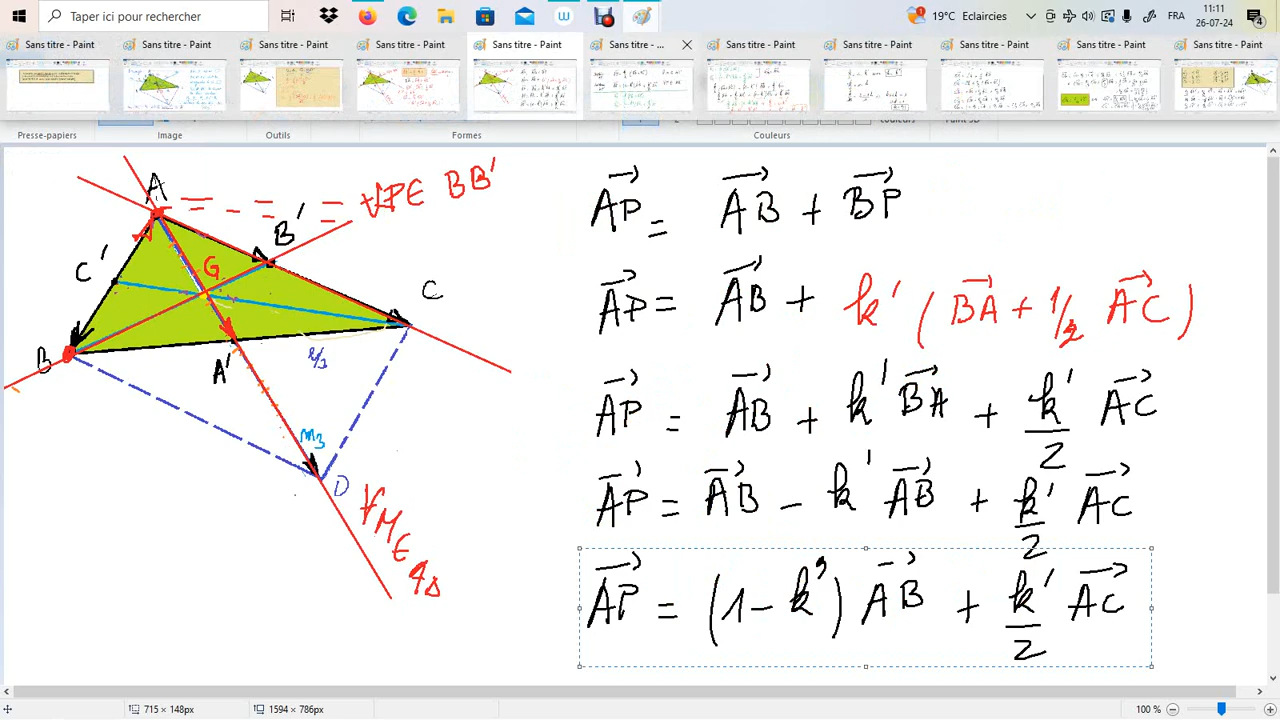 Taper ici pour rechercher
19°C Eclaircies
FRA
11:11
26-07-24
4
Sans titre - Paint
Sans titre - Paint
Sans titre - Paint
Sans titre - Paint
Sans titre - Paint
Sans titre - ...
Sans titre - Paint
Sans titre - Paint
Sans titre - Paint
Sans titre - Paint
Sans titre - Paint
Presse-papiers
Image
Outils
Formes
Couleurs
A
∀PE BB'
B'
C'
G
C
B
A'
m3
D
∀M∈
AP→ = AB→ + BP→
AP→ = AB→ + k' (BA→ + 1/2 AC→)
AP→ = AB→ + k' BA→ + k'/2 AC→
AP→ = AB→ - k' AB→ + k'/2 AC→
AP→ = (1 - k') AB→ + k'/2 AC→
715 × 148px
1594 × 786px
100 %